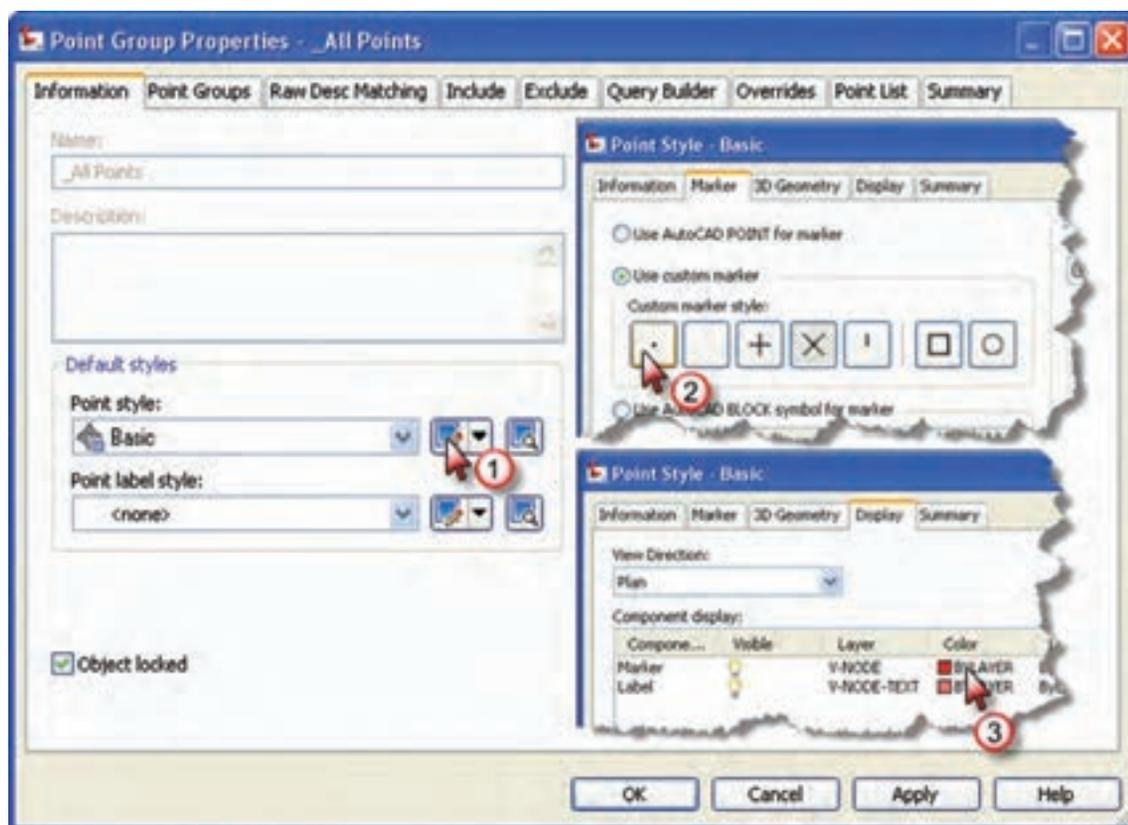 Point Group Properties - _All Points
Information Point Groups Raw Desc Matching Include Exclude Query Builder Overrides Point List Summary
Name:
_All Points
Description:
Default styles
Point style:
Basic
1
Point label style:
<none>
Object locked
Point Style - Basic
Information Marker 3D Geometry Display Summary
Use AutoCAD POINT for marker
Use custom marker
Custom marker style:
2
Use AutoCAD BLOCK symbol for marker
Point Style - Basic
Information Marker 3D Geometry Display Summary
View Direction:
Plan
Component display:
Compone... Visible Layer Color
Marker V-NODE BYLAYER
Label V-NODE-TEXT BYLAYER
3
OK Cancel Apply Help